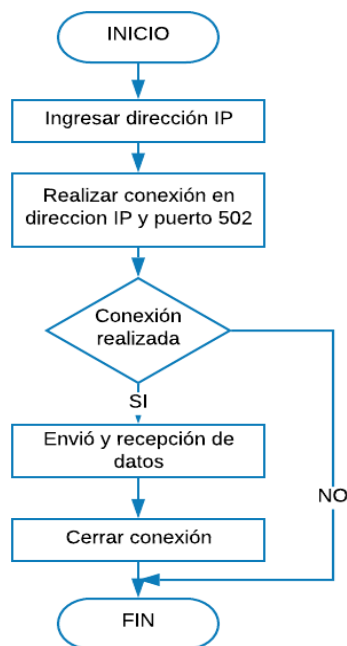 INICIO
Ingresar dirección IP
Realizar conexión en
direccion IP y puerto 502
Conexión
realizada
SI
Envió y recepción de
datos
NO
Cerrar conexión
FIN